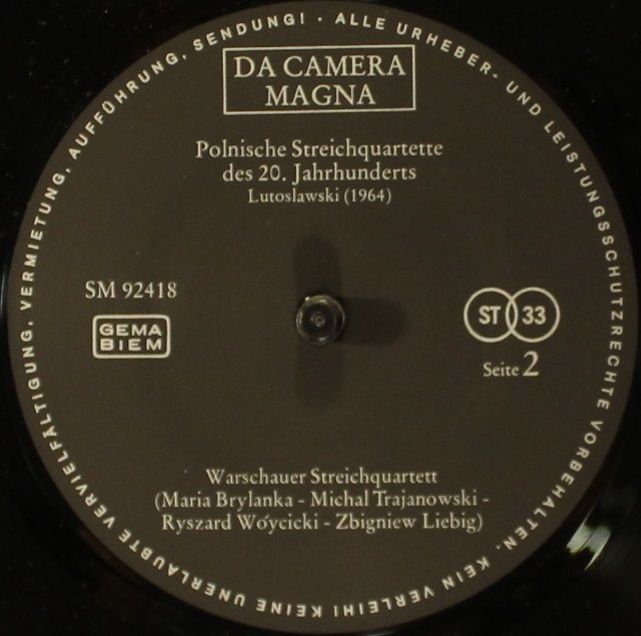 ALLE URHEBER- UND LEISTUNGSSCHUTZRECHTE VORBEHALTEN. KEIN VERLEIH! KEINE UNERLAUBTE VERVIELFÄLTIGUNG, VERMIETUNG, AUFFÜHRUNG, SENDUNG! ·
DA CAMERA
MAGNA
Polnische Streichquartette
des 20. Jahrhunderts
Lutoslawski (1964)
SM 92418
GEMA
BIEM
ST 33
Seite 2
Warschauer Streichquartett
(Maria Brylanka - Michal Trajanowski -
Ryszard Woýcicki - Zbigniew Liebig)